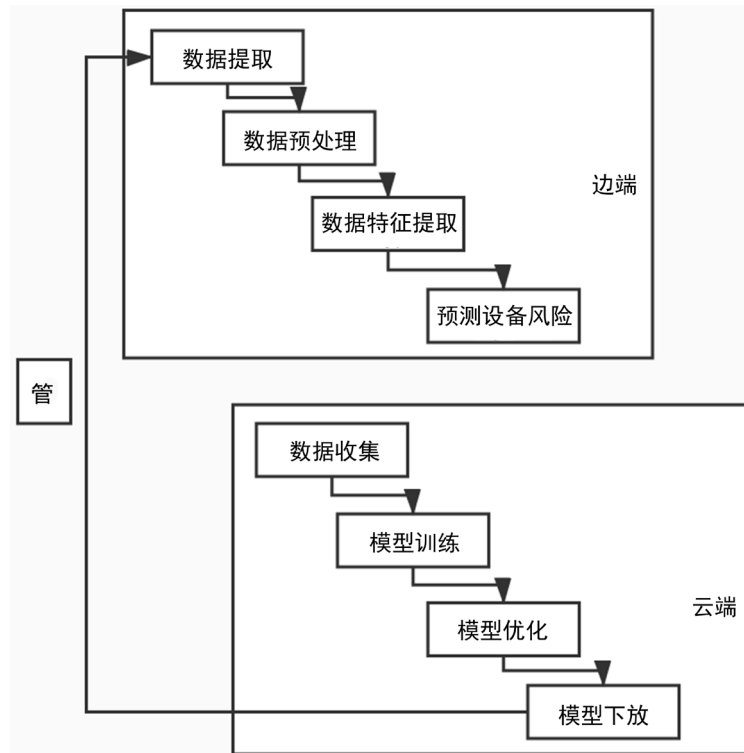 数据提取
数据预处理
数据特征提取
边端
预测设备风险
管
数据收集
模型训练
模型优化
云端
模型下放